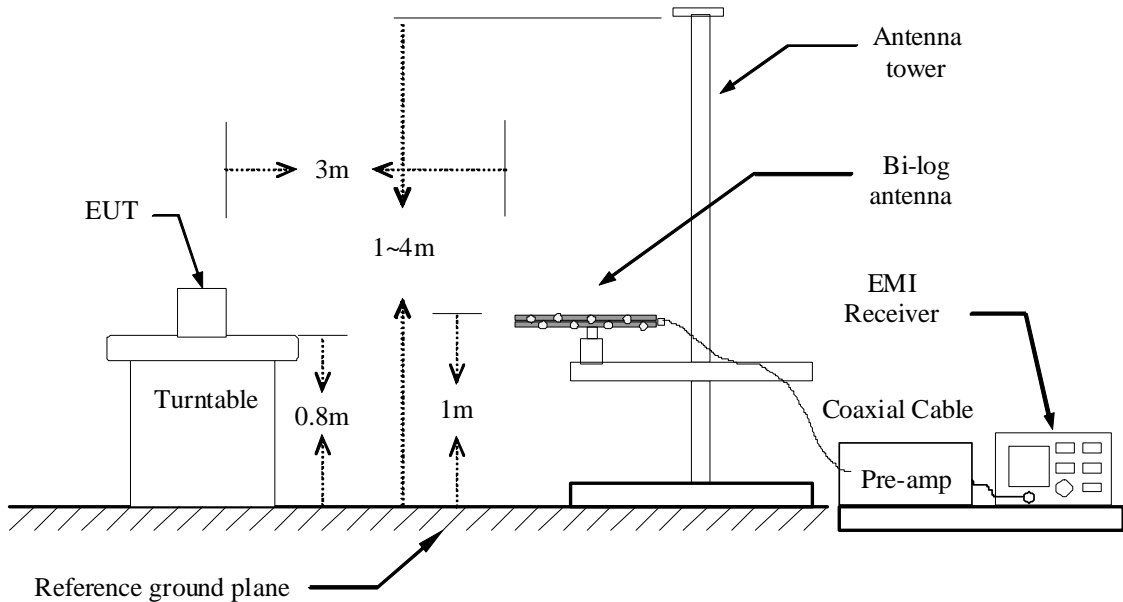 Antenna
tower
3m
Bi-log
antenna
EUT
1~4m
EMI
Receiver
Turntable
0.8m
1m
Coaxial Cable
Pre-amp
Reference ground plane